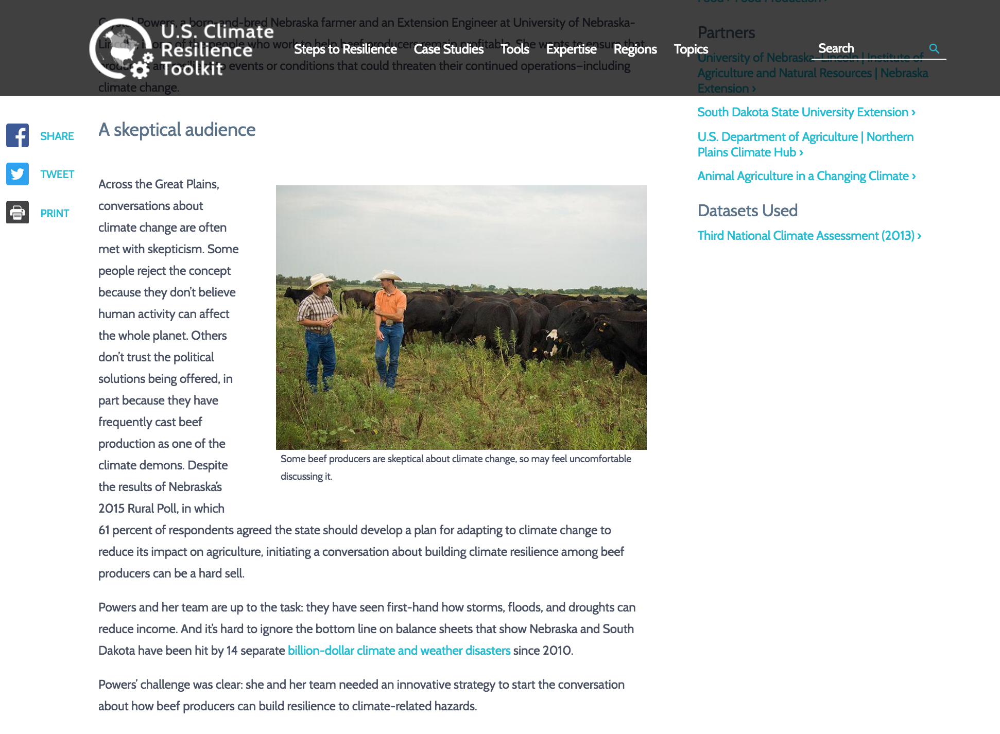 Food › Food Production ›
Crystal Powers, a born-and-bred Nebraska farmer and an Extension Engineer at University of Nebraska-
Lincoln, is one of the people who work to help beef producers remain profitable. She wants to ensure that
producers are resilient to events or conditions that could threaten their continued operations—including
climate change.
U.S. Climate
Resilience
Toolkit
Steps to Resilience
Case Studies
Tools
Expertise
Regions
Topics
Search
SHARE
TWEET
PRINT
A skeptical audience
Across the Great Plains,
conversations about
climate change are often
met with skepticism. Some
people reject the concept
because they don’t believe
human activity can affect
the whole planet. Others
don’t trust the political
solutions being offered, in
part because they have
frequently cast beef
production as one of the
climate demons. Despite
the results of Nebraska’s
2015 Rural Poll, in which
61 percent of respondents agreed the state should develop a plan for adapting to climate change to
reduce its impact on agriculture, initiating a conversation about building climate resilience among beef
producers can be a hard sell.
Some beef producers are skeptical about climate change, so may feel uncomfortable
discussing it.
Powers and her team are up to the task: they have seen first-hand how storms, floods, and droughts can
reduce income. And it’s hard to ignore the bottom line on balance sheets that show Nebraska and South
Dakota have been hit by 14 separate billion-dollar climate and weather disasters since 2010.
Powers’ challenge was clear: she and her team needed an innovative strategy to start the conversation
about how beef producers can build resilience to climate-related hazards.
Partners
University of Nebraska–Lincoln | Institute of
Agriculture and Natural Resources | Nebraska
Extension ›
South Dakota State University Extension ›
U.S. Department of Agriculture | Northern
Plains Climate Hub ›
Animal Agriculture in a Changing Climate ›
Datasets Used
Third National Climate Assessment (2013) ›